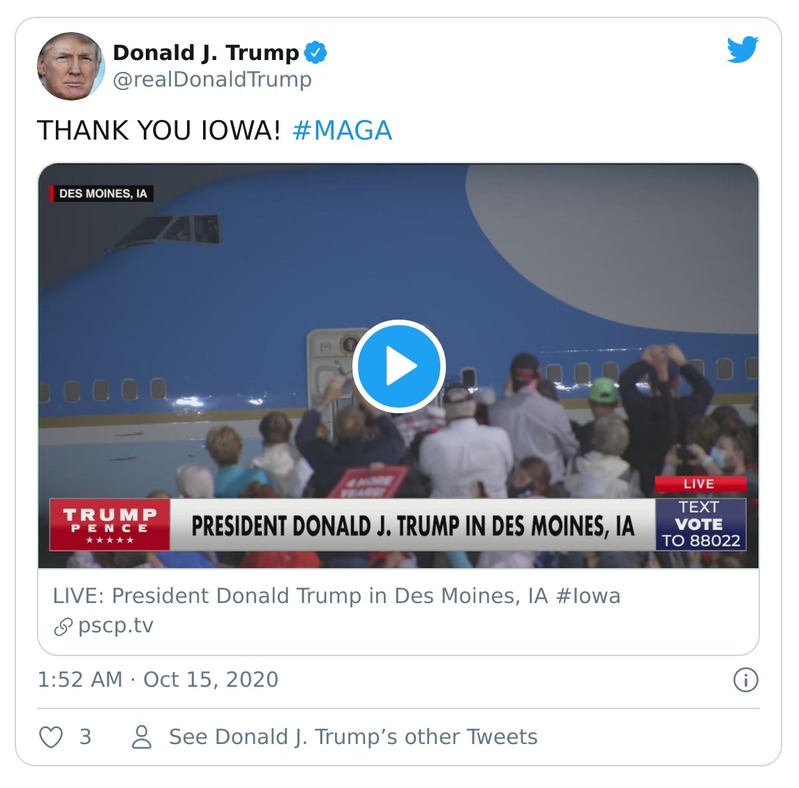 Donald J. Trump
@realDonaldTrump
THANK YOU IOWA! #MAGA
DES MOINES, IA
4 MORE
YEARS!
LIVE
TRUMP
PENCE
PRESIDENT DONALD J. TRUMP IN DES MOINES, IA
TEXT
VOTE
TO 88022
LIVE: President Donald Trump in Des Moines, IA #Iowa
pscp.tv
1:52 AM · Oct 15, 2020
3
See Donald J. Trump’s other Tweets